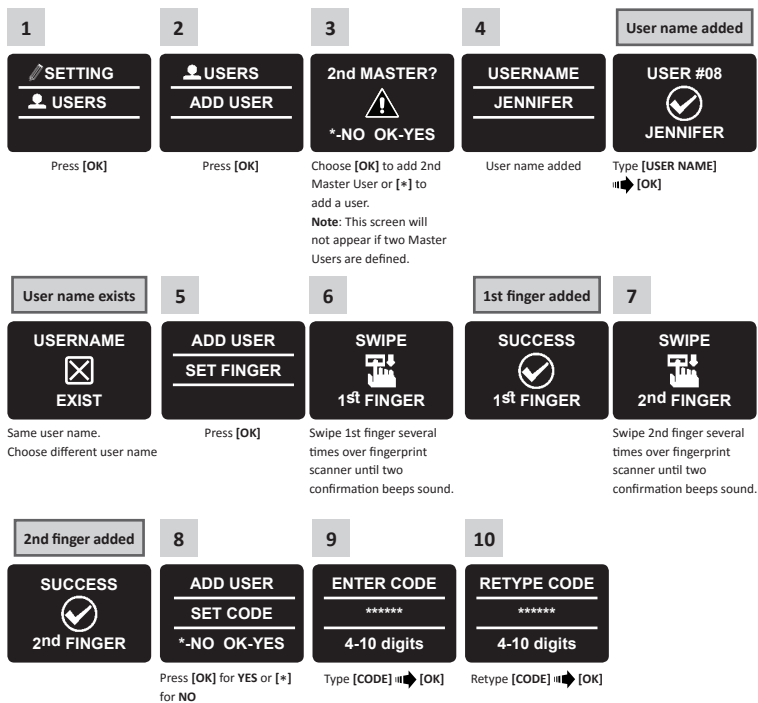 1
SETTING
USERS
Press [OK]
2
USERS
ADD USER
Press [OK]
3
2nd MASTER?
*-NO OK-YES
Choose [OK] to add 2nd
Master User or [*] to
add a user.
Note: This screen will
not appear if two Master
Users are defined.
4
USERNAME
JENNIFER
User name added
User name added
USER #08
JENNIFER
Type [USER NAME]
[OK]
User name exists
USERNAME
EXIST
Same user name.
Choose different user name
5
ADD USER
SET FINGER
Press [OK]
6
SWIPE
1st FINGER
Swipe 1st finger several
times over fingerprint
scanner until two
confirmation beeps sound.
1st finger added
SUCCESS
1st FINGER
7
SWIPE
2nd FINGER
Swipe 2nd finger several
times over fingerprint
scanner until two
confirmation beeps sound.
2nd finger added
SUCCESS
2nd FINGER
8
ADD USER
SET CODE
*-NO OK-YES
Press [OK] for YES or [*]
for NO
9
ENTER CODE
******
4-10 digits
Type [CODE] [OK]
10
RETYPE CODE
******
4-10 digits
Retype [CODE] [OK]